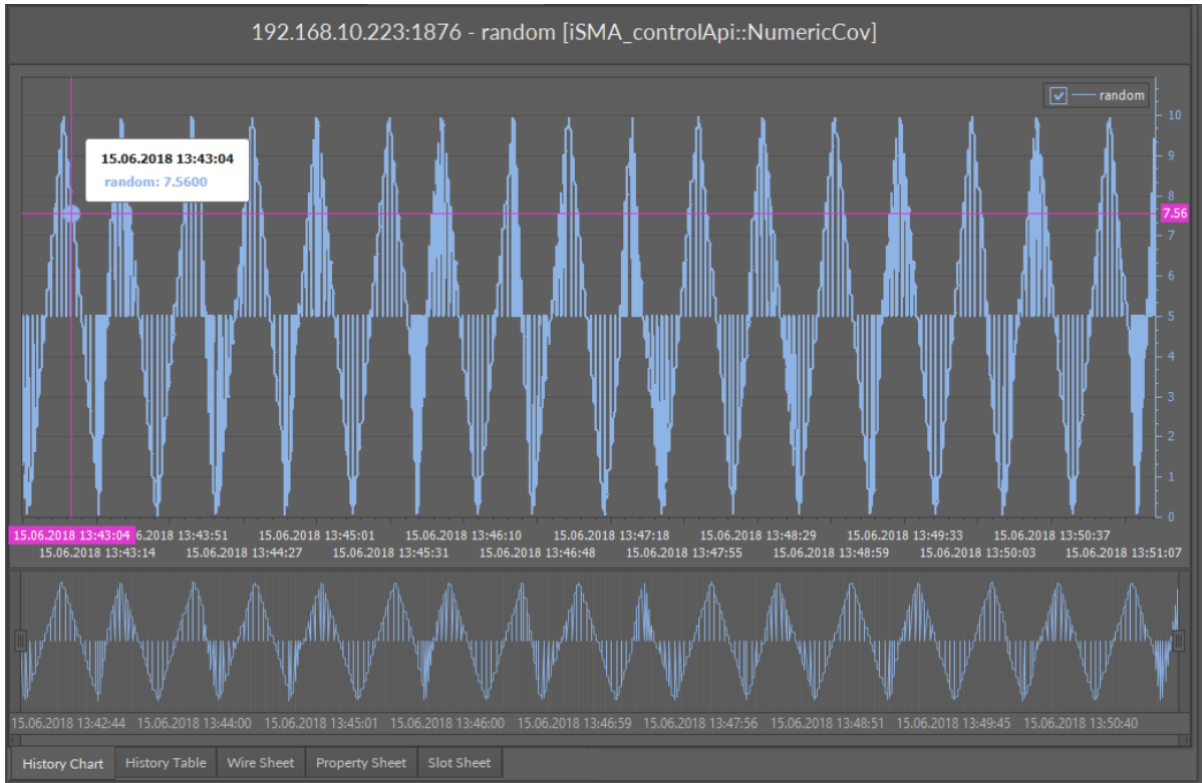 192.168.10.223:1876 - random [iSMA_controlApi::NumericCov]
random
10
15.06.2018 13:43:04
9
random: 7.5600
8
7.56
7
6
5
4
3
2
1
0
15.06.2018 13:43:04 6.2018 13:43:51 15.06.2018 13:45:01 15.06.2018 13:46:10 15.06.2018 13:47:18 15.06.2018 13:48:29 15.06.2018 13:49:33 15.06.2018 13:50:37
15.06.2018 13:43:14 15.06.2018 13:44:27 15.06.2018 13:45:31 15.06.2018 13:46:48 15.06.2018 13:47:55 15.06.2018 13:48:59 15.06.2018 13:50:03 15.06.2018 13:51:07
15.06.2018 13:42:44 15.06.2018 13:44:00 15.06.2018 13:45:01 15.06.2018 13:46:00 15.06.2018 13:46:59 15.06.2018 13:47:56 15.06.2018 13:48:51 15.06.2018 13:49:45 15.06.2018 13:50:40
History Chart History Table Wire Sheet Property Sheet Slot Sheet